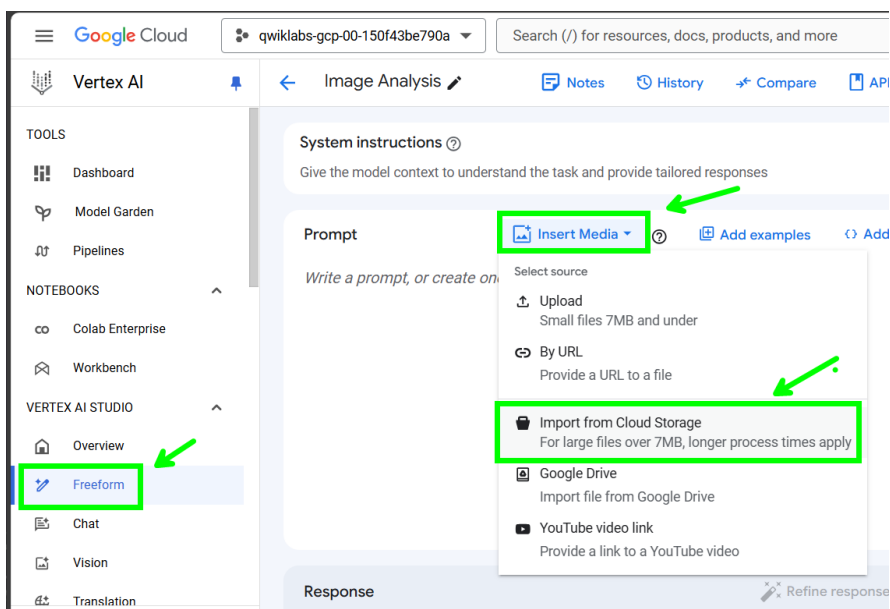 Google Cloud
qwiklabs-gcp-00-150f43be790a
Search (/) for resources, docs, products, and more
Vertex AI
Image Analysis
Notes
History
Compare
TOOLS
Dashboard
Model Garden
Pipelines
NOTEBOOKS
Colab Enterprise
Workbench
VERTEX AI STUDIO
Overview
Freeform
Chat
Vision
Translation
System instructions
Give the model context to understand the task and provide tailored responses
Prompt
Insert Media
Add examples
Add
Write a prompt, or create
Select source
Upload
Small files 7MB and under
By URL
Provide a URL to a file
Import from Cloud Storage
For large files over 7MB, longer process times apply
Google Drive
Import file from Google Drive
YouTube video link
Provide a link to a YouTube video
Response
Refine response